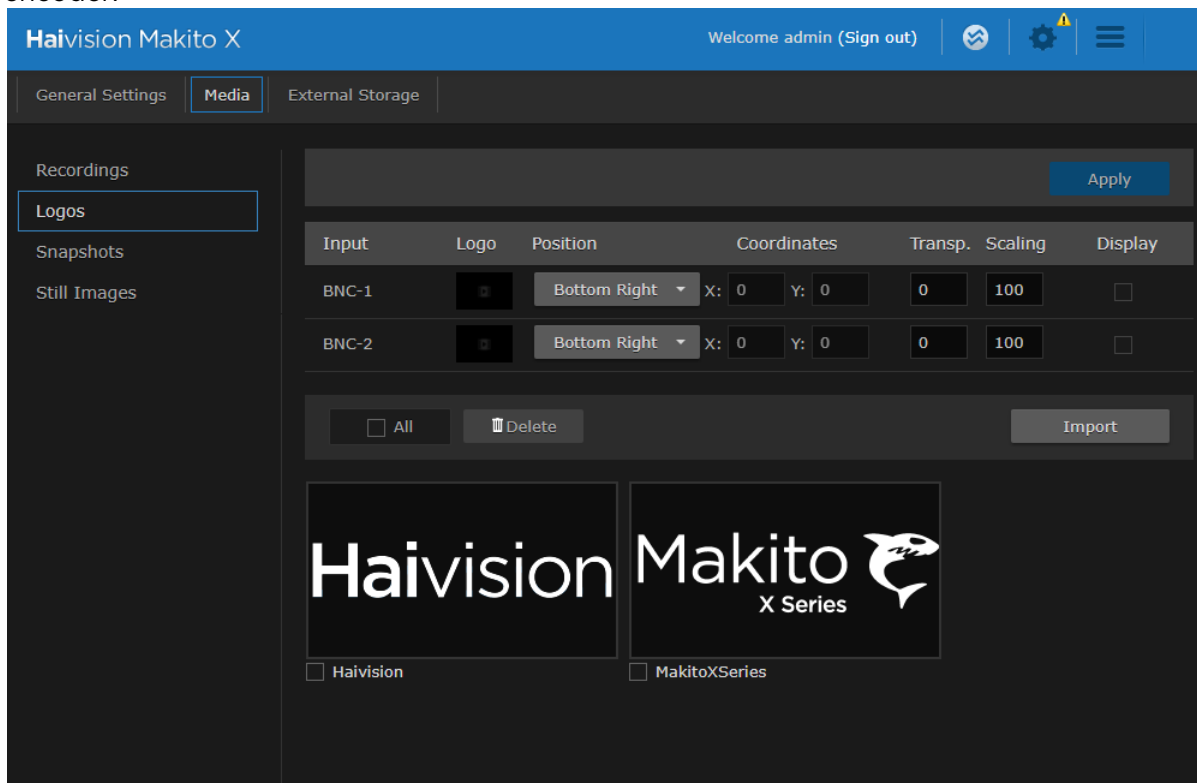 Haivision Makito X
Welcome admin (Sign out)
General Settings Media External Storage
Recordings
Logos
Snapshots
Still Images
Apply
Input Logo Position Coordinates Transp. Scaling Display
BNC-1 Bottom Right X: 0 Y: 0 0 100
BNC-2 Bottom Right X: 0 Y: 0 0 100
All Delete Import
Haivision
Makito
X Series
Haivision MakitoXSeries